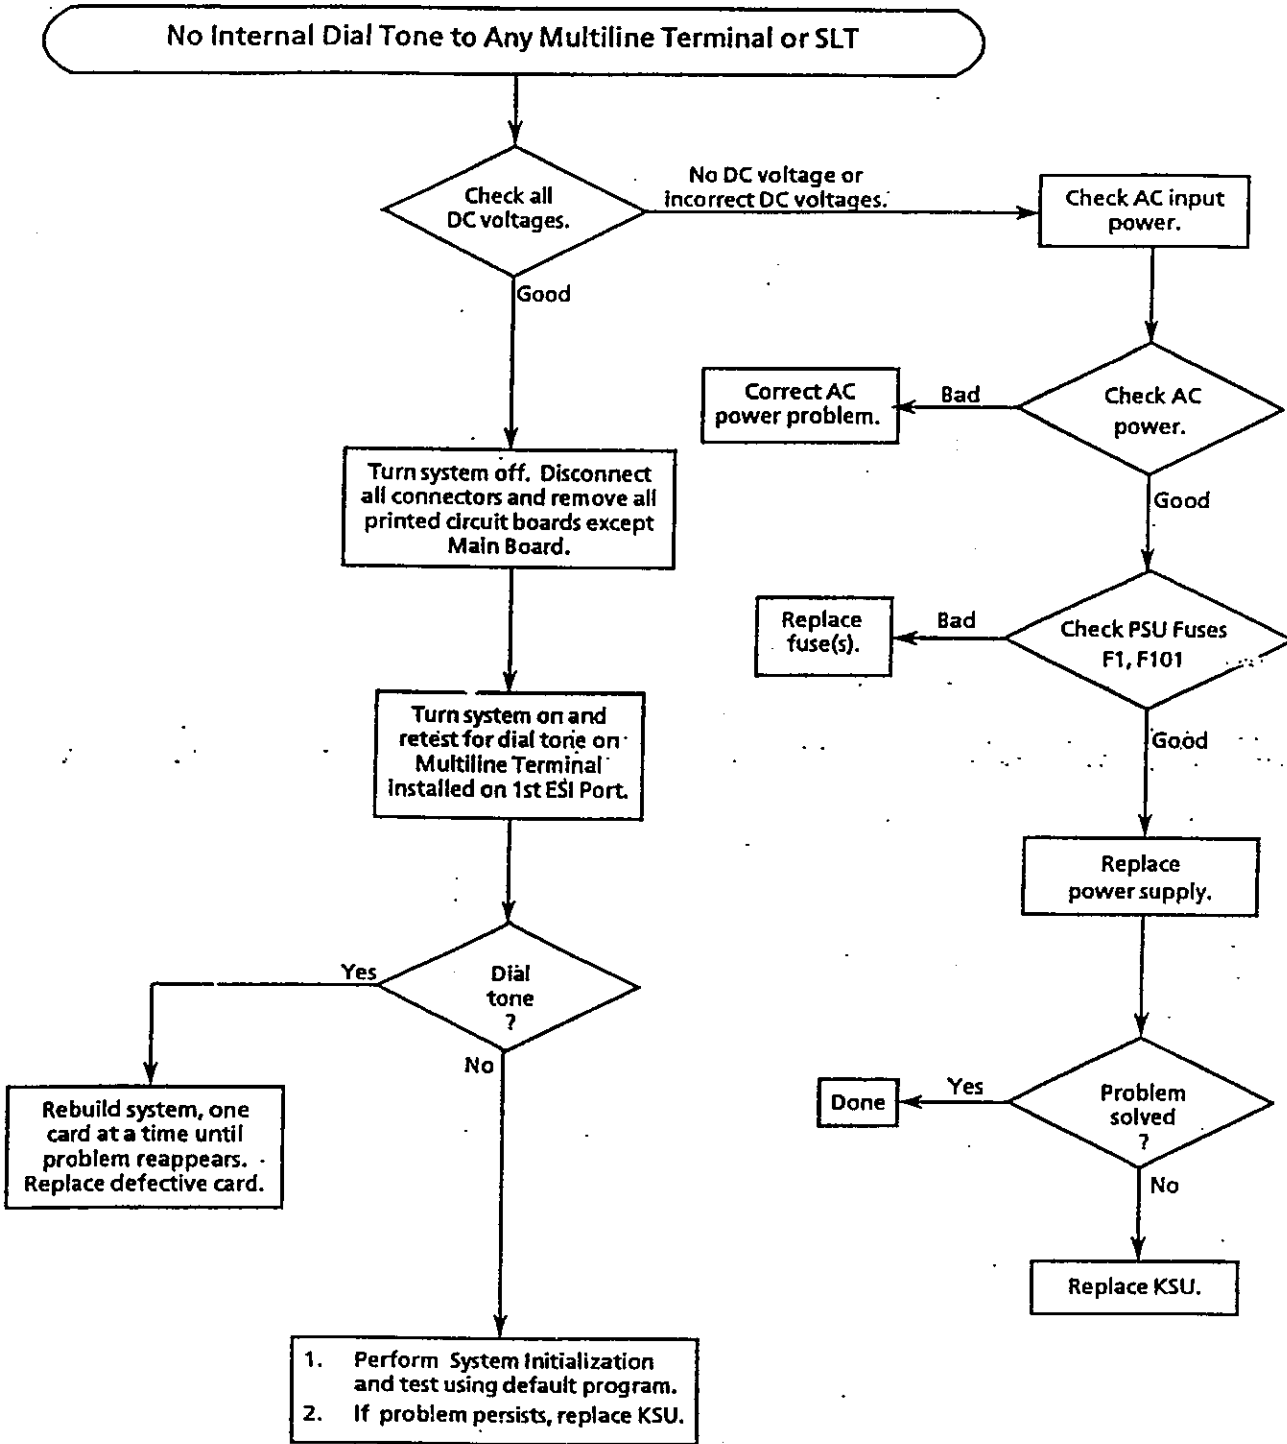 No Internal Dial Tone to Any Multiline Terminal or SLT
Check all
DC voltages.
No DC voltage or
incorrect DC voltages.
Check AC input
power.
Good
Correct AC
power problem.
Bad
Check AC
power.
Good
Turn system off. Disconnect
all connectors and remove all
printed circuit boards except
Main Board.
Replace
fuse(s).
Bad
Check PSU Fuses
F1, F101
Good
Turn system on and
retest for dial tone on
Multiline Terminal
installed on 1st ESI Port.
Replace
power supply.
Yes
Dial
tone
?
No
Rebuild system, one
card at a time until
problem reappears.
Replace defective card.
Done
Yes
Problem
solved
?
No
Replace KSU.
1. Perform System Initialization
and test using default program.
2. If problem persists, replace KSU.